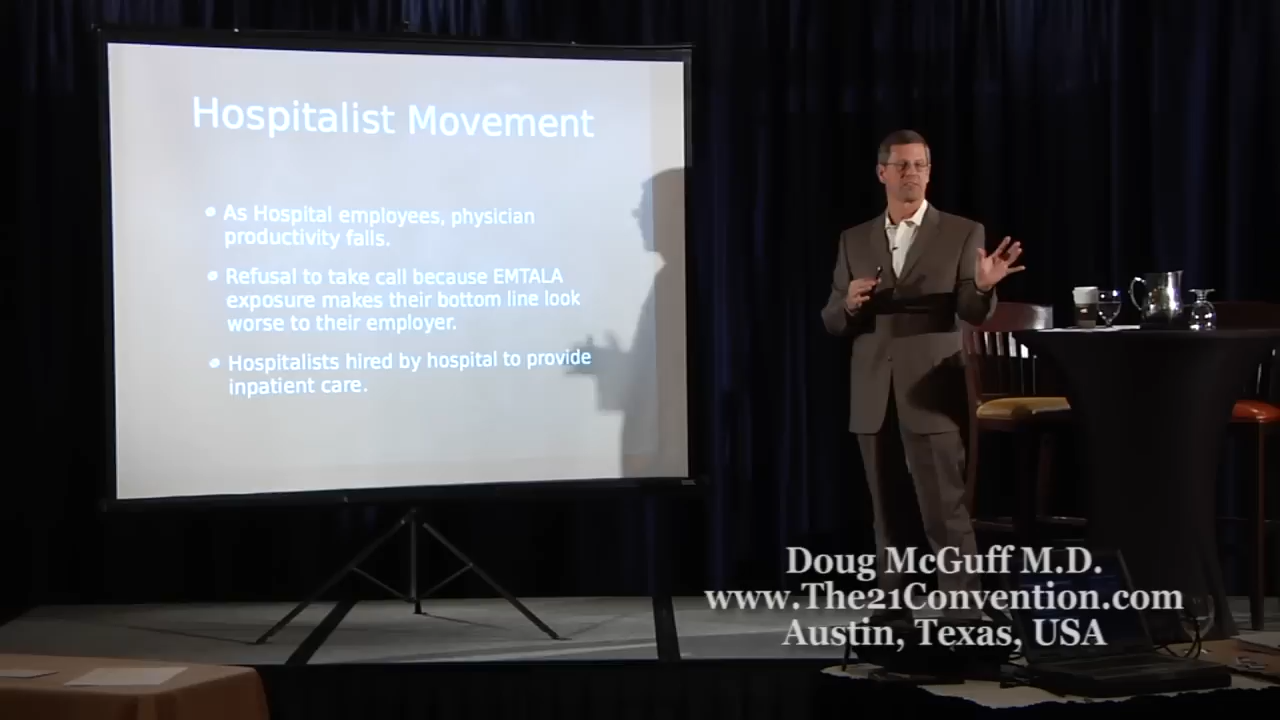 Hospitalist Movement
• As Hospital employees, physician
productivity falls.
• Refusal to take call because EMTALA
exposure makes their bottom line look
worse to their employer.
• Hospitalists hired by hospital to provide
inpatient care.
Doug McGuff M.D.
www.The21Convention.com
Austin, Texas, USA